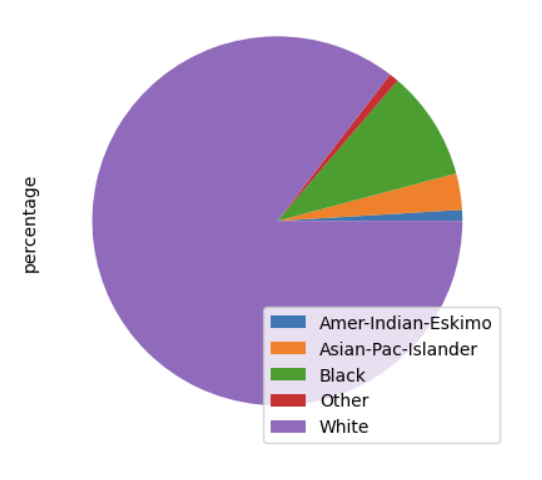 percentage
Amer-Indian-Eskimo
Asian-Pac-Islander
Black
Other
White